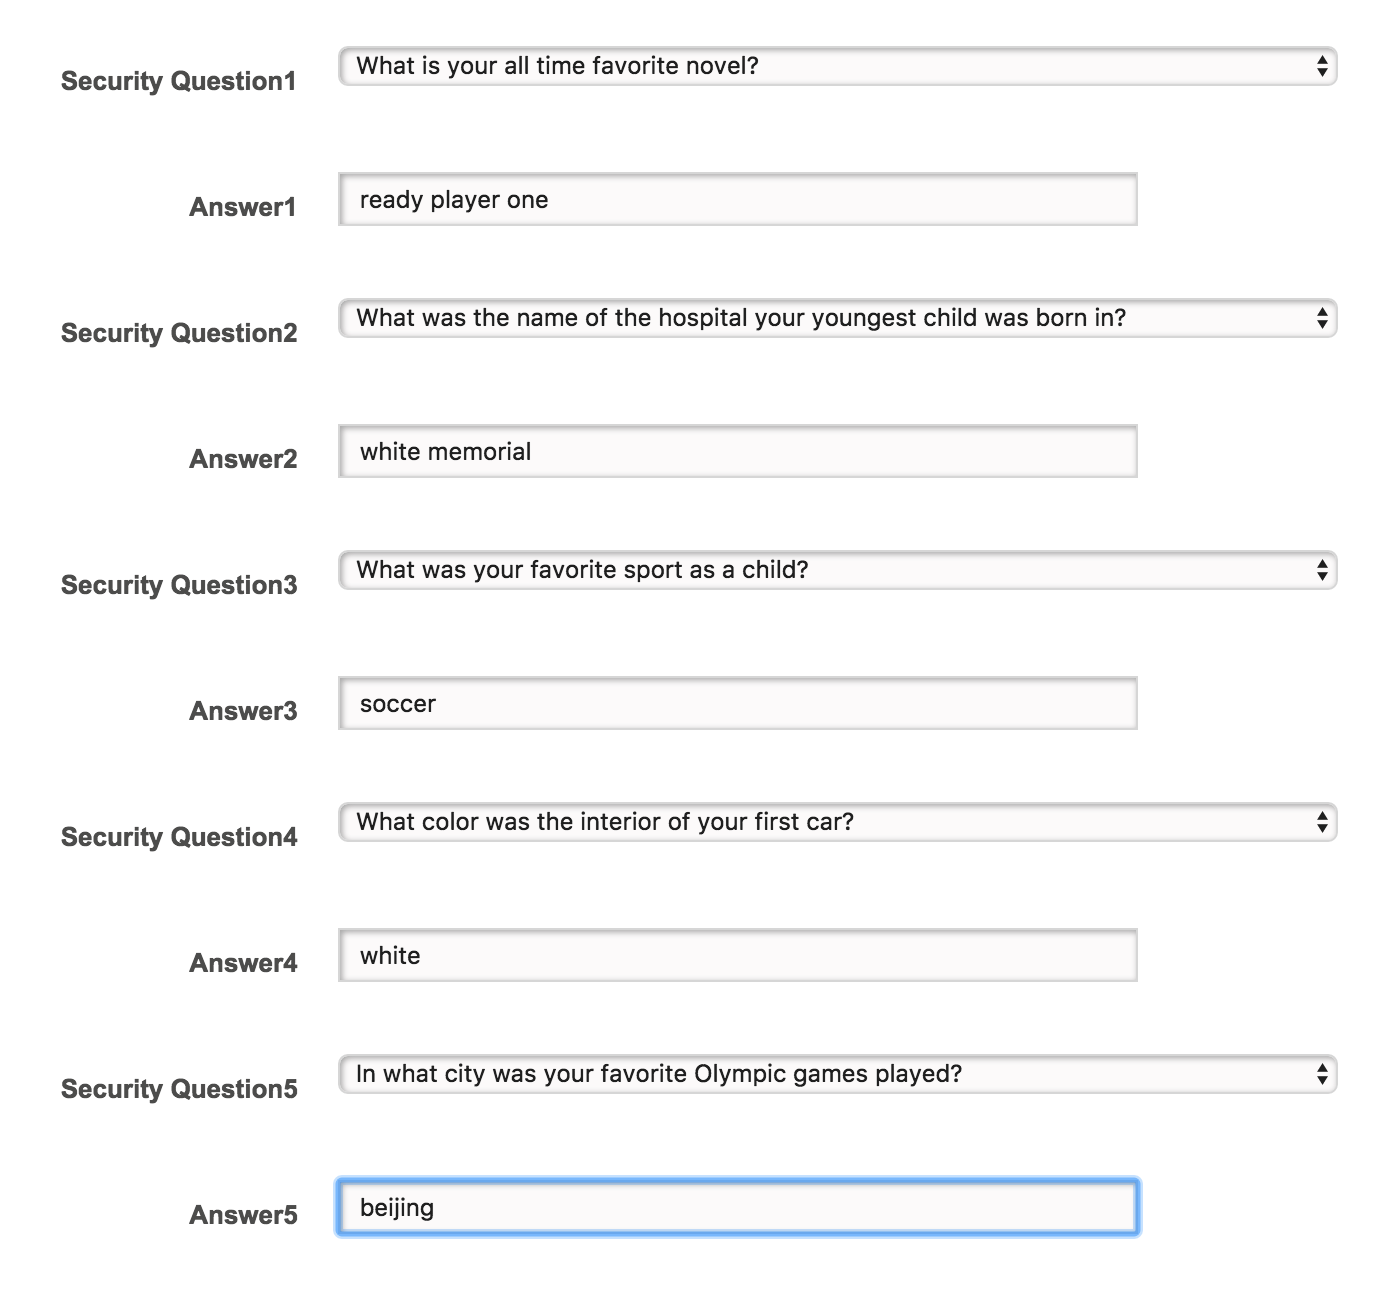 Security Question1 What is your all time favorite novel?
Answer1 ready player one
Security Question2 What was the name of the hospital your youngest child was born in?
Answer2 white memorial
Security Question3 What was your favorite sport as a child?
Answer3 soccer
Security Question4 What color was the interior of your first car?
Answer4 white
Security Question5 In what city was your favorite Olympic games played?
Answer5 beijing